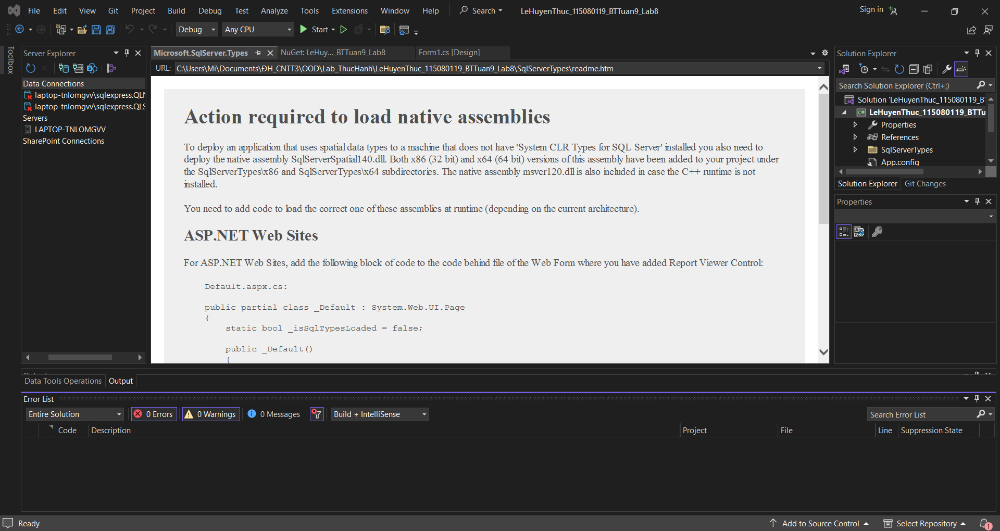 File Edit View Git Project Build Debug Test Analyze Tools Extensions Window Help Search LeHuyenThuc_115080119_BTTuan9_Lab8 Sign in
Debug Any CPU Start
Toolbox
Server Explorer
Data Connections
laptop-tnlomgvv\sqlexpress.QLN
laptop-tnlomgvv\sqlexpress.QLS
Servers
LAPTOP-TNLOMGVV
SharePoint Connections
Microsoft.SqlServer.Types NuGet: LeHuy..._BTTuan9_Lab8 Form1.cs [Design]
URL: C:\Users\Mi\Documents\ĐH_CNTT3\OOD\Lab_ThucHanh\LeHuyenThuc_115080119_BTTuan9_Lab8\SqlServerTypes\readme.htm
Action required to load native assemblies
To deploy an application that uses spatial data types to a machine that does not have 'System CLR Types for SQL Server' installed you also need to
deploy the native assembly SqlServerSpatial140.dll. Both x86 (32 bit) and x64 (64 bit) versions of this assembly have been added to your project under
the SqlServerTypes\x86 and SqlServerTypes\x64 subdirectories. The native assembly msvcr120.dll is also included in case the C++ runtime is not
installed.
You need to add code to load the correct one of these assemblies at runtime (depending on the current architecture).
ASP.NET Web Sites
For ASP.NET Web Sites, add the following block of code to the code behind file of the Web Form where you have added Report Viewer Control:
Default.aspx.cs:
public partial class _Default : System.Web.UI.Page
{
static bool _isSqlTypesLoaded = false;
public _Default()
{
Solution Explorer
Search Solution Explorer (Ctrl+;)
Solution 'LeHuyenThuc_115080119_B
LeHuyenThuc_115080119_BTTu
Properties
References
SqlServerTypes
App.config
Solution Explorer Git Changes
Properties
Data Tools Operations Output
Error List
Entire Solution 0 Errors 0 Warnings 0 Messages Build + IntelliSense Search Error List
Code Description Project File Line Suppression State
Ready Add to Source Control Select Repository 1